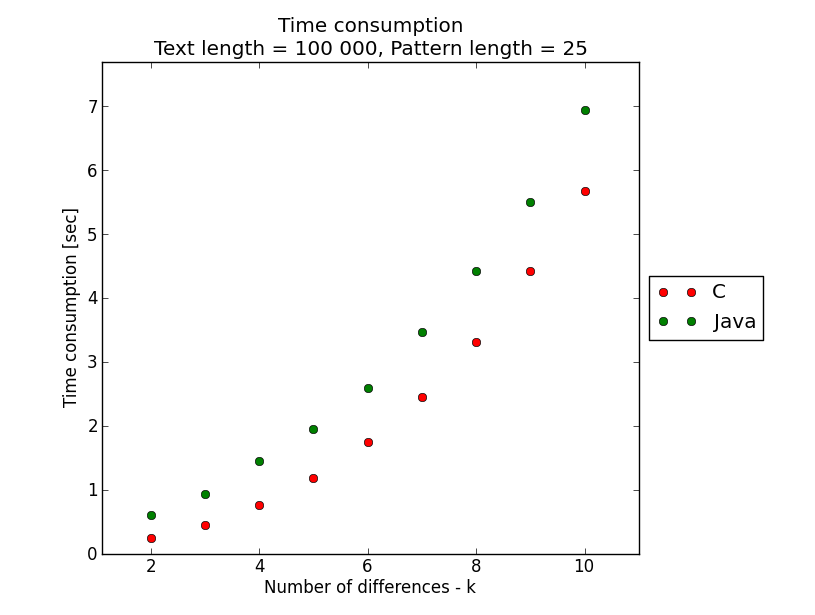 Time consumption
Text length = 100 000, Pattern length = 25
Time consumption [sec]
7
6
5
4
3
2
1
0
2 4 6 8 10
Number of differences - k
C
Java